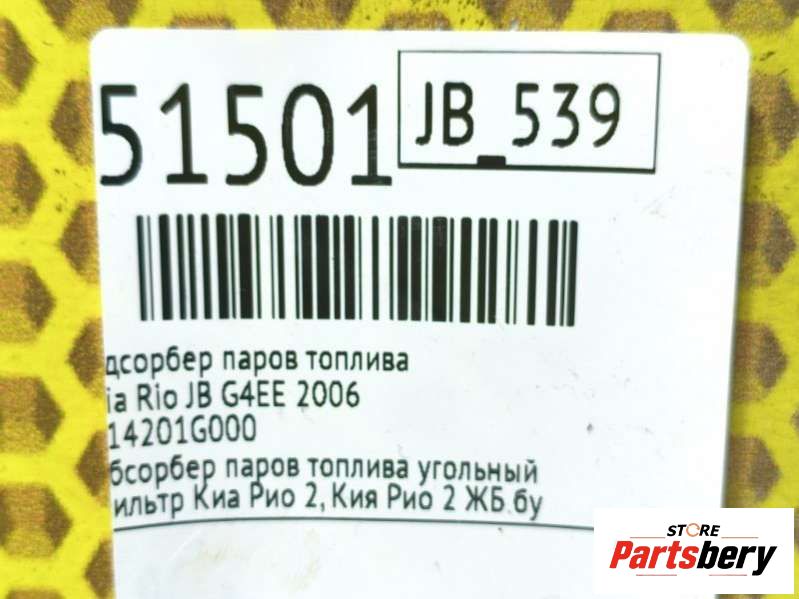 51501
JB_539
дсорбер паров топлива
ia Rio JB G4EE 2006
14201G000
бсорбер паров топлива угольный
ильтр Киа Рио 2, Кия Рио 2 ЖБ бу
STORE
Partsbery